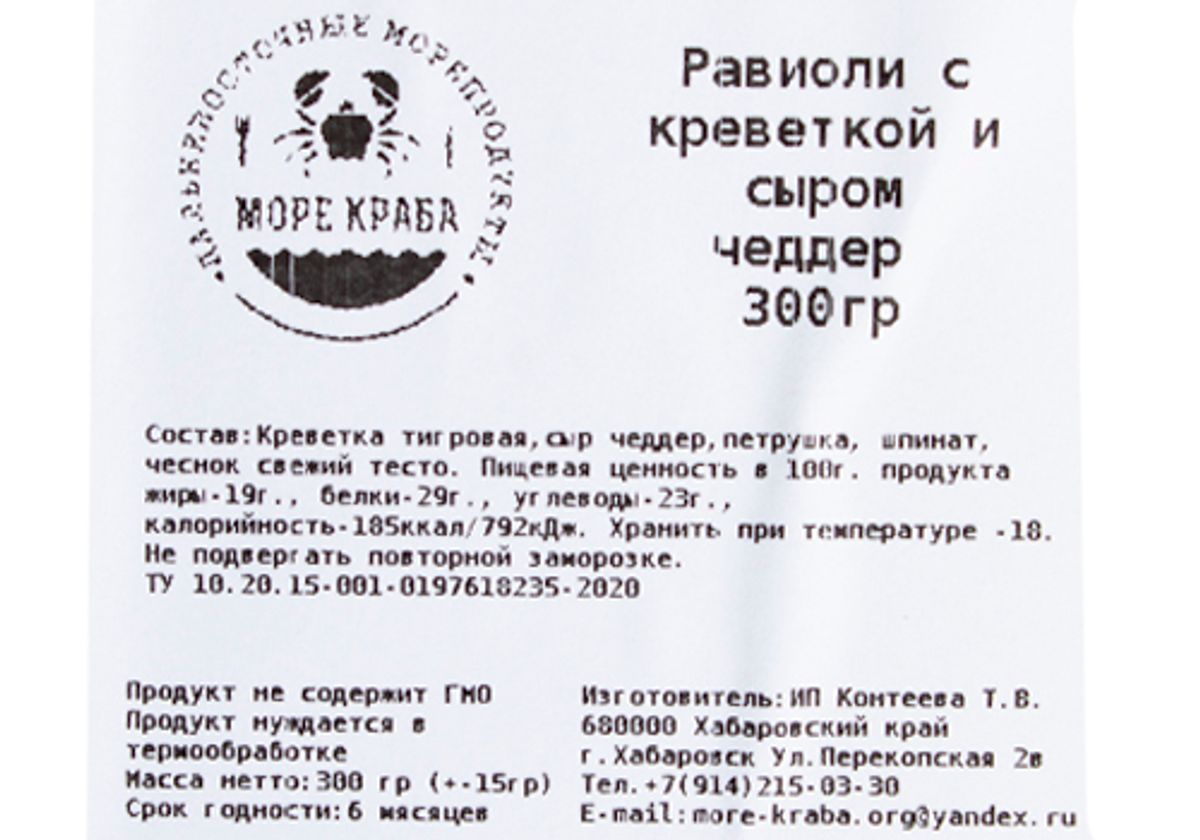 ДАЛЬНЕВОСТОЧНЫЕ МОРЕПРОДУКТЫ
МОРЕ КРАБА
Равиоли с
креветкой и
сыром
чеддер
300гр
Состав:Креветка тигровая,сыр чеддер,петрушка, шпинат,
чеснок свежий тесто. Пищевая ценность в 100г. продукта
жиры-19г., белки-29г., углеводы-23г.,
калорийность-185ккал/792кДж. Хранить при температуре -18.
Не подвергать повторной заморозке.
ТУ 10.20.15-001-0197618235-2020
Продукт не содержит ГМО
Продукт нуждается в
термообработке
Масса нетто:300 гр (+-15гр)
Срок годности:6 мясацев
Изготовитель:ИП Контеева Т.В.
680000 Хабаровский край
г.Хабаровск Ул.Перекопская 2в
Тел.+7(914)215-03-30
E-mail:more-kraba.org@yandex.ru